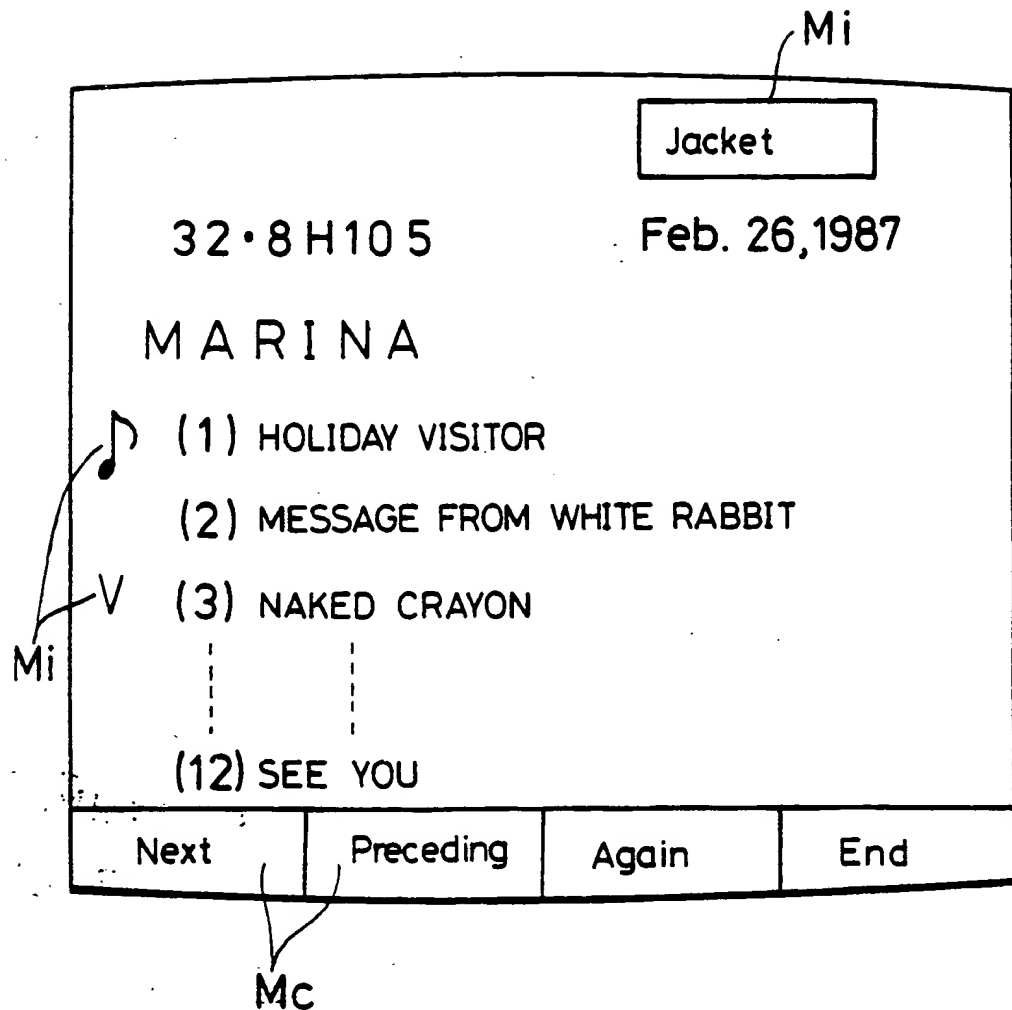 Mi
Jacket
32·8H105 Feb. 26,1987
MARINA
♪ (1) HOLIDAY VISITOR
(2) MESSAGE FROM WHITE RABBIT
V (3) NAKED CRAYON
Mi
(12) SEE YOU
Next Preceding Again End
Mc